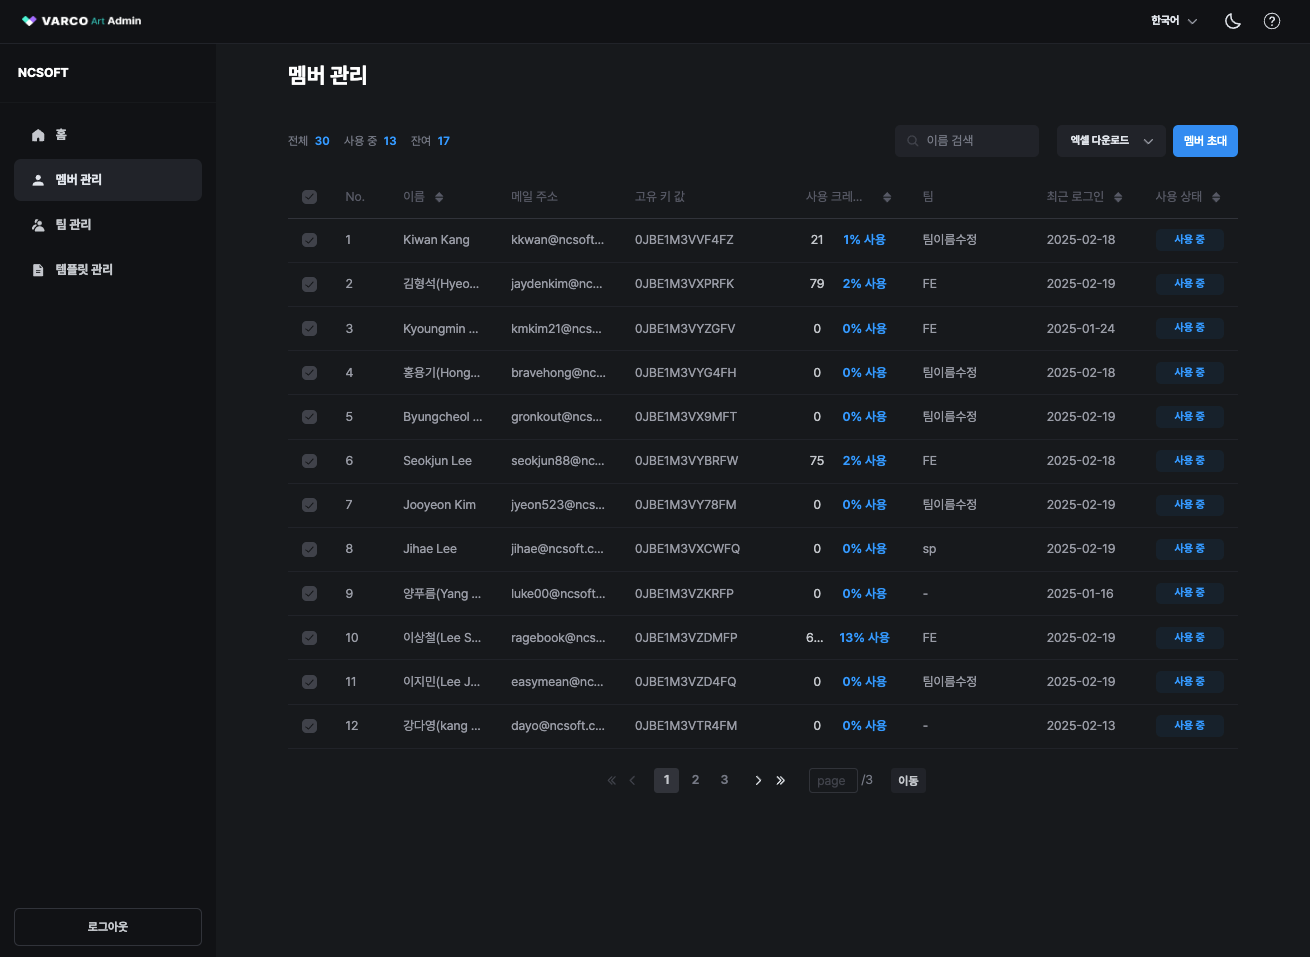 VARCO Art Admin
한국어
NCSOFT
홈
멤버 관리
팀 관리
템플릿 관리
로그아웃
멤버 관리
전체 30 사용 중 13 잔여 17
이름 검색
엑셀 다운로드
멤버 초대
No. 이름 메일 주소 고유 키 값 사용 크레... 팀 최근 로그인 사용 상태
1 Kiwan Kang kkwan@ncsoft... 0JBE1M3VVF4FZ 21 1% 사용 팀이름수정 2025-02-18 사용 중
2 김형석(Hyeo... jaydenkim@nc... 0JBE1M3VXPRFK 79 2% 사용 FE 2025-02-19 사용 중
3 Kyoungmin ... kmkim21@ncs... 0JBE1M3VYZGFV 0 0% 사용 FE 2025-01-24 사용 중
4 홍용기(Hong... bravehong@nc... 0JBE1M3VYG4FH 0 0% 사용 팀이름수정 2025-02-18 사용 중
5 Byungcheol ... gronkout@ncs... 0JBE1M3VX9MFT 0 0% 사용 팀이름수정 2025-02-19 사용 중
6 Seokjun Lee seokjun88@nc... 0JBE1M3VYBRFW 75 2% 사용 FE 2025-02-18 사용 중
7 Jooyeon Kim jyeon523@ncs... 0JBE1M3VY78FM 0 0% 사용 팀이름수정 2025-02-19 사용 중
8 Jihae Lee jihae@ncsoft.c... 0JBE1M3VXCWFQ 0 0% 사용 sp 2025-02-19 사용 중
9 양푸름(Yang ... luke00@ncsoft... 0JBE1M3VZKRFP 0 0% 사용 - 2025-01-16 사용 중
10 이상철(Lee S... ragebook@ncs... 0JBE1M3VZDMFP 6... 13% 사용 FE 2025-02-19 사용 중
11 이지민(Lee J... easymean@nc... 0JBE1M3VZD4FQ 0 0% 사용 팀이름수정 2025-02-19 사용 중
12 강다영(kang ... dayo@ncsoft.c... 0JBE1M3VTR4FM 0 0% 사용 - 2025-02-13 사용 중
1 2 3 page /3 이동